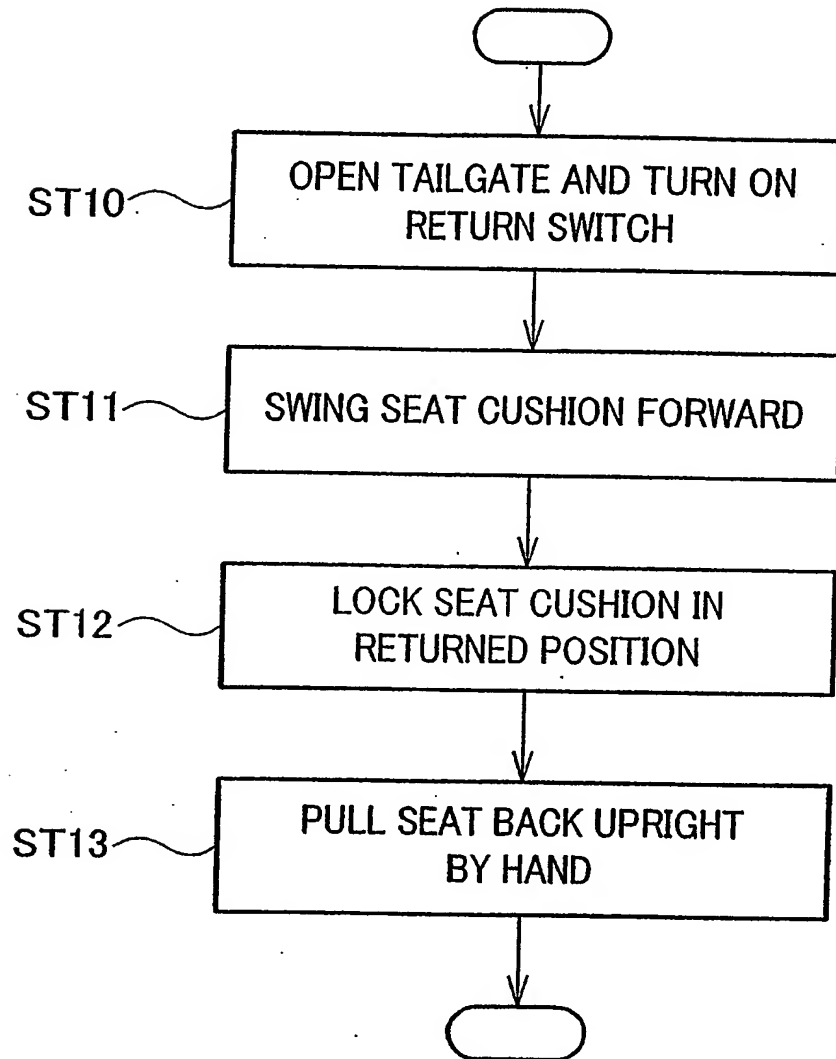 ST10
OPEN TAILGATE AND TURN ON
RETURN SWITCH
ST11
SWING SEAT CUSHION FORWARD
ST12
LOCK SEAT CUSHION IN
RETURNED POSITION
ST13
PULL SEAT BACK UPRIGHT
BY HAND